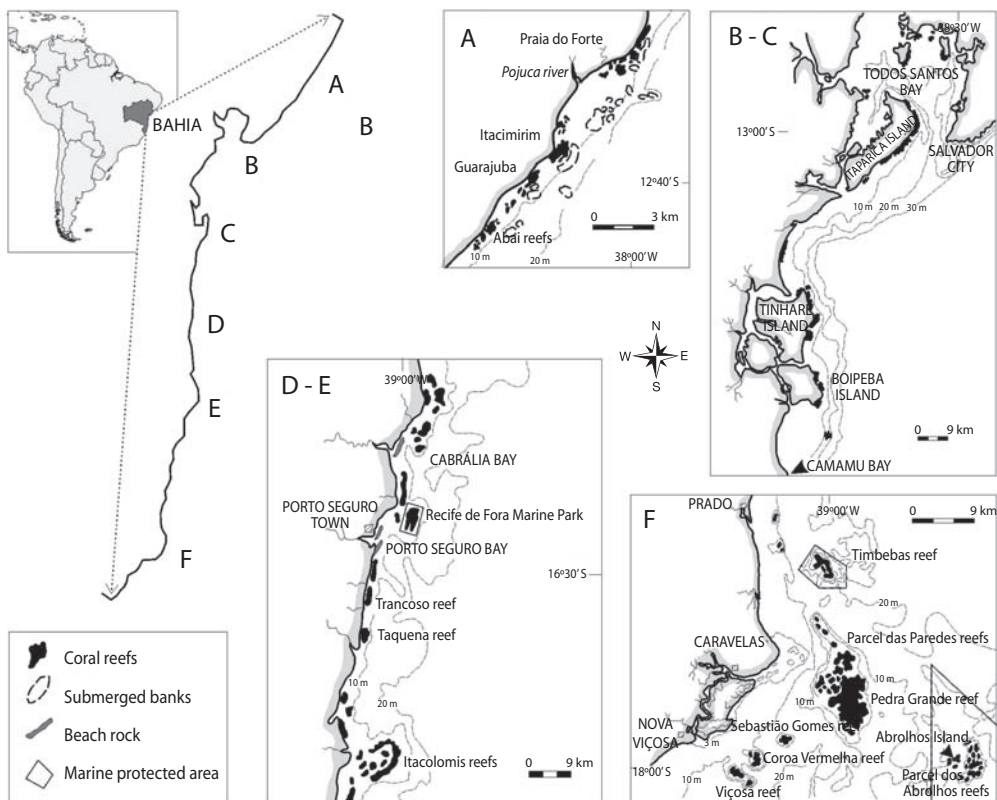 BAHIA
A
B
B
C
D
E
F
Coral reefs
Submerged banks
Beach rock
Marine protected area
A
Praia do Forte
Pojuca river
Itacimirim
Guarajuba
12º40'S
0 3 km
Abai reefs
10 m
20 m
38º00'W
B - C
38º30'W
TODOS SANTOS
BAY
13º00'S
ITAPARICA ISLAND
SALVADOR
CITY
10 m 20 m 30 m
TINHARÉ
ISLAND
BOIPEBA
ISLAND
0 9 km
CAMAMU BAY
N
W E
S
D - E
39º00'W
CABRÁLIA BAY
PORTO SEGURO
TOWN
Recife de Fora Marine Park
PORTO SEGURO BAY
16º30'S
Trancoso reef
Taquena reef
10 m
20 m
Itacolomis reefs
0 9 km
F
PRADO
39º00'W
0 9 km
Timbebas reef
20 m
CARAVELAS
Parcel das Paredes reefs
10 m
10 m
Pedra Grande reef
NOVA
VIÇOSA
Sebastião Gomes reef
3 m
Abrolhos Island
18º00'S
Coroa Vermelha reef
10 m
20 m
Viçosa reef
Parcel dos
Abrolhos reefs